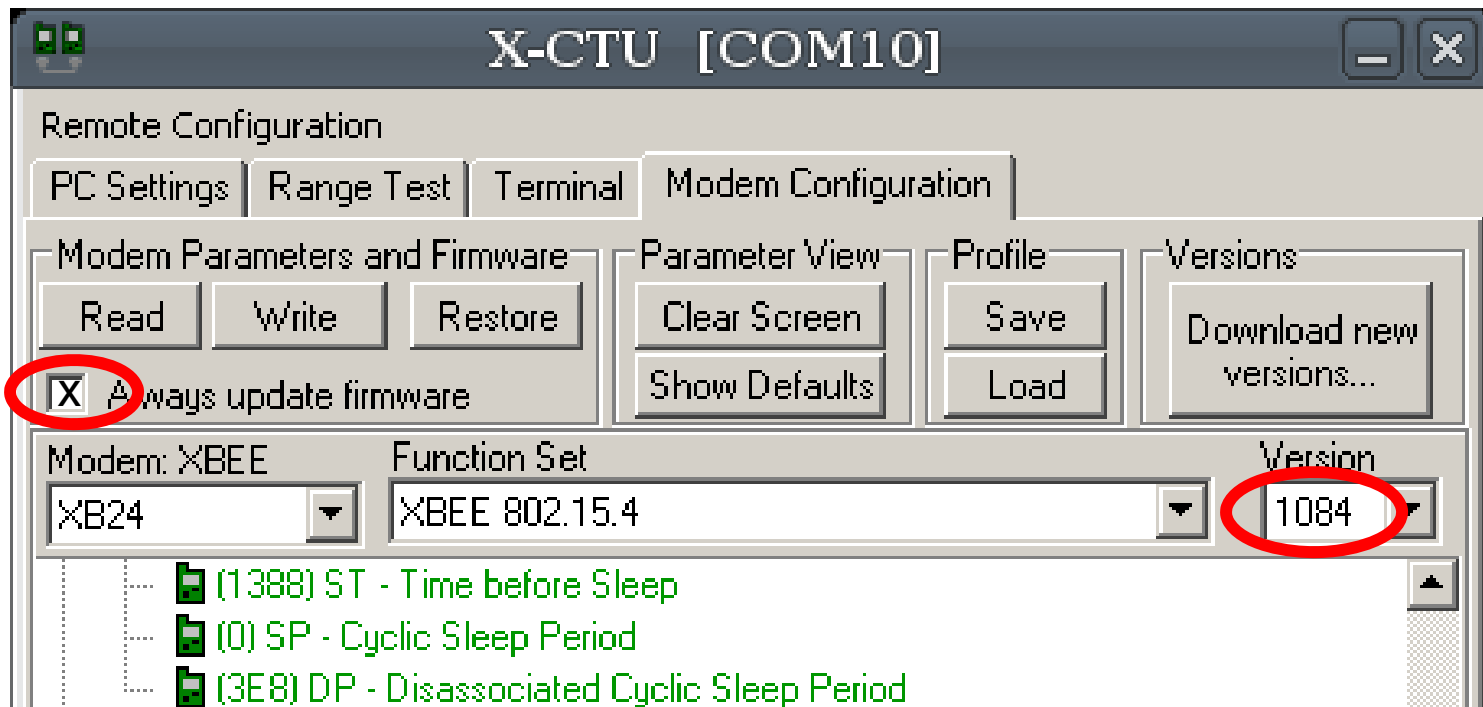 X-CTU [COM10]
Remote Configuration
PC Settings Range Test Terminal Modem Configuration
Modem Parameters and Firmware Parameter View Profile Versions
Read Write Restore Clear Screen Save Download new versions...
X Always update firmware Show Defaults Load
Modem: XBEE Function Set Version
XB24 XBEE 802.15.4 1084
(1388) ST - Time before Sleep
(0) SP - Cyclic Sleep Period
(3E8) DP - Disassociated Cyclic Sleep Period